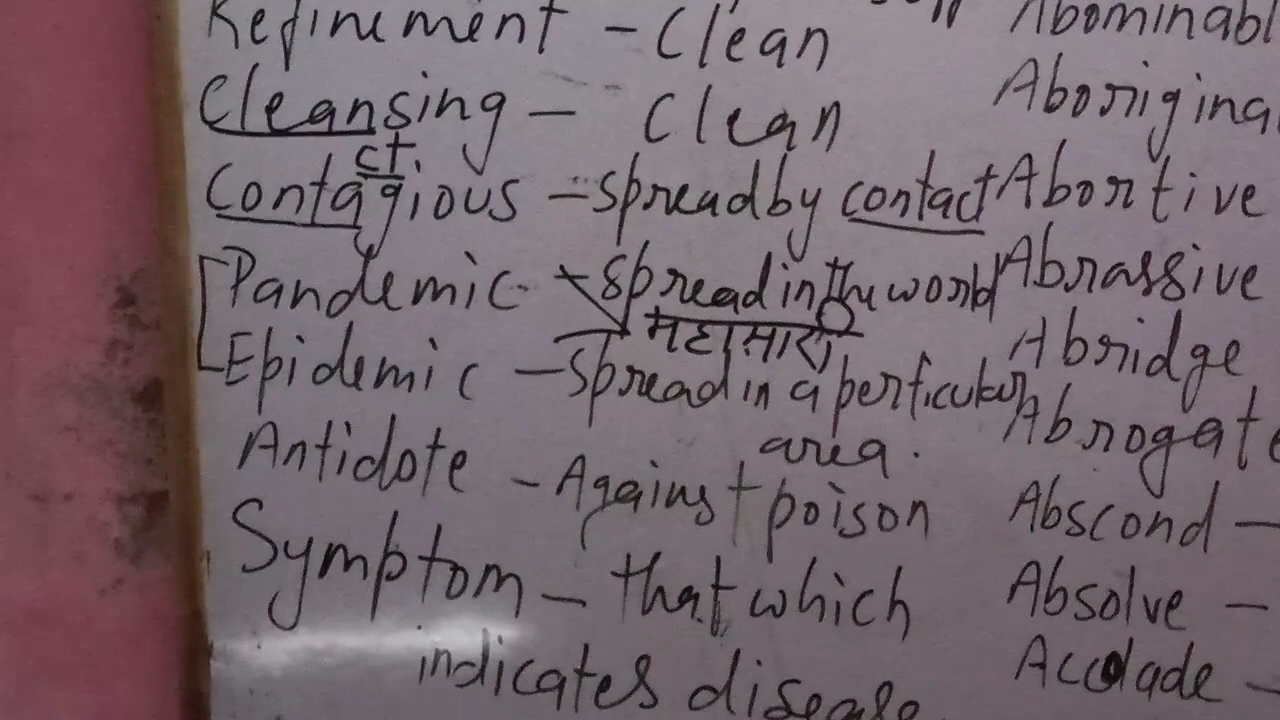 Refinement - Clean
Cleansing - Clean
ct.
Contagious - Spread by contact
Pandemic - Spread in the world
महामारी
Epidemic - Spread in a perticular
area.
Antidote - Against poison
Symptom - that which
indicates disease
Abominabl
Aboriginal
Abortive
Abrassive
Abridge
Abrogate
Abscond -
Absolve -
Accolade -